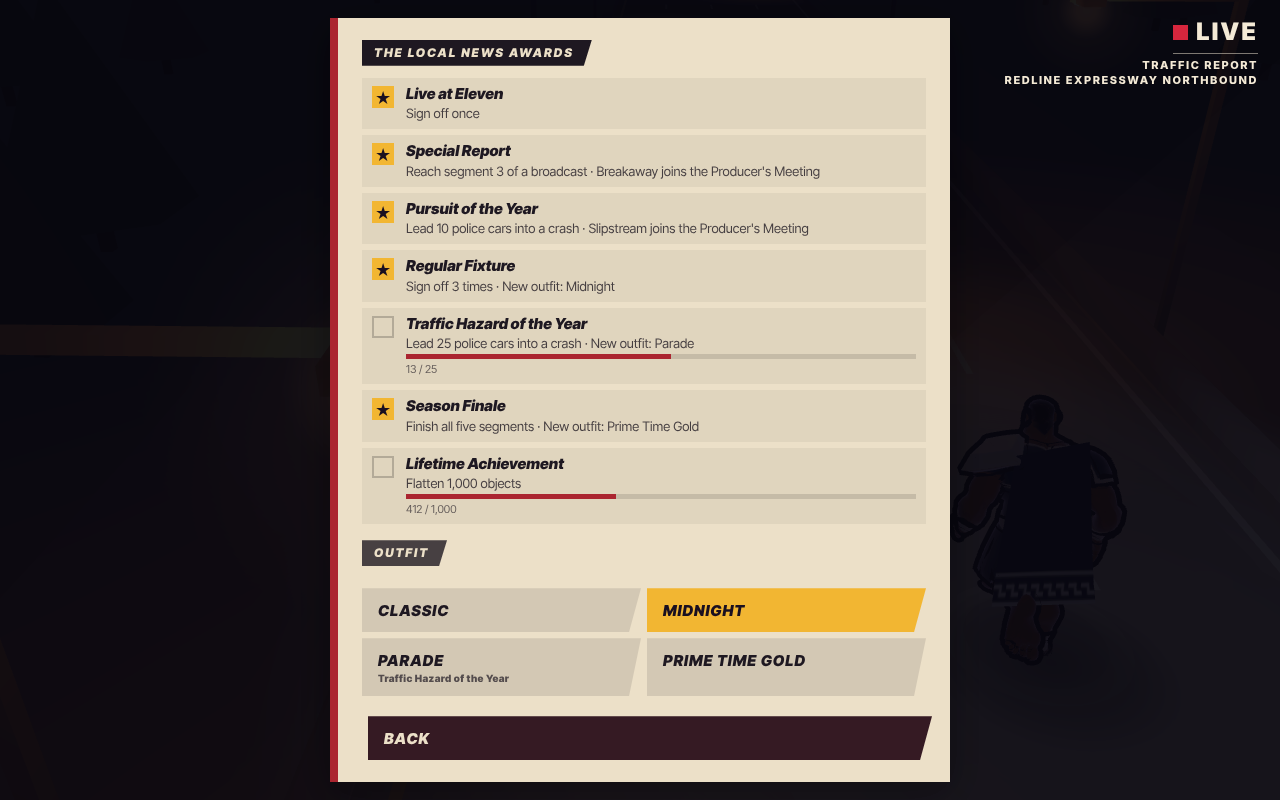 THE LOCAL NEWS AWARDS
Live at Eleven
Sign off once
Special Report
Reach segment 3 of a broadcast · Breakaway joins the Producer's Meeting
Pursuit of the Year
Lead 10 police cars into a crash · Slipstream joins the Producer's Meeting
Regular Fixture
Sign off 3 times · New outfit: Midnight
Traffic Hazard of the Year
Lead 25 police cars into a crash · New outfit: Parade
13 / 25
Season Finale
Finish all five segments · New outfit: Prime Time Gold
Lifetime Achievement
Flatten 1,000 objects
412 / 1,000
OUTFIT
CLASSIC
MIDNIGHT
PARADE
Traffic Hazard of the Year
PRIME TIME GOLD
BACK
LIVE
TRAFFIC REPORT
REDLINE EXPRESSWAY NORTHBOUND